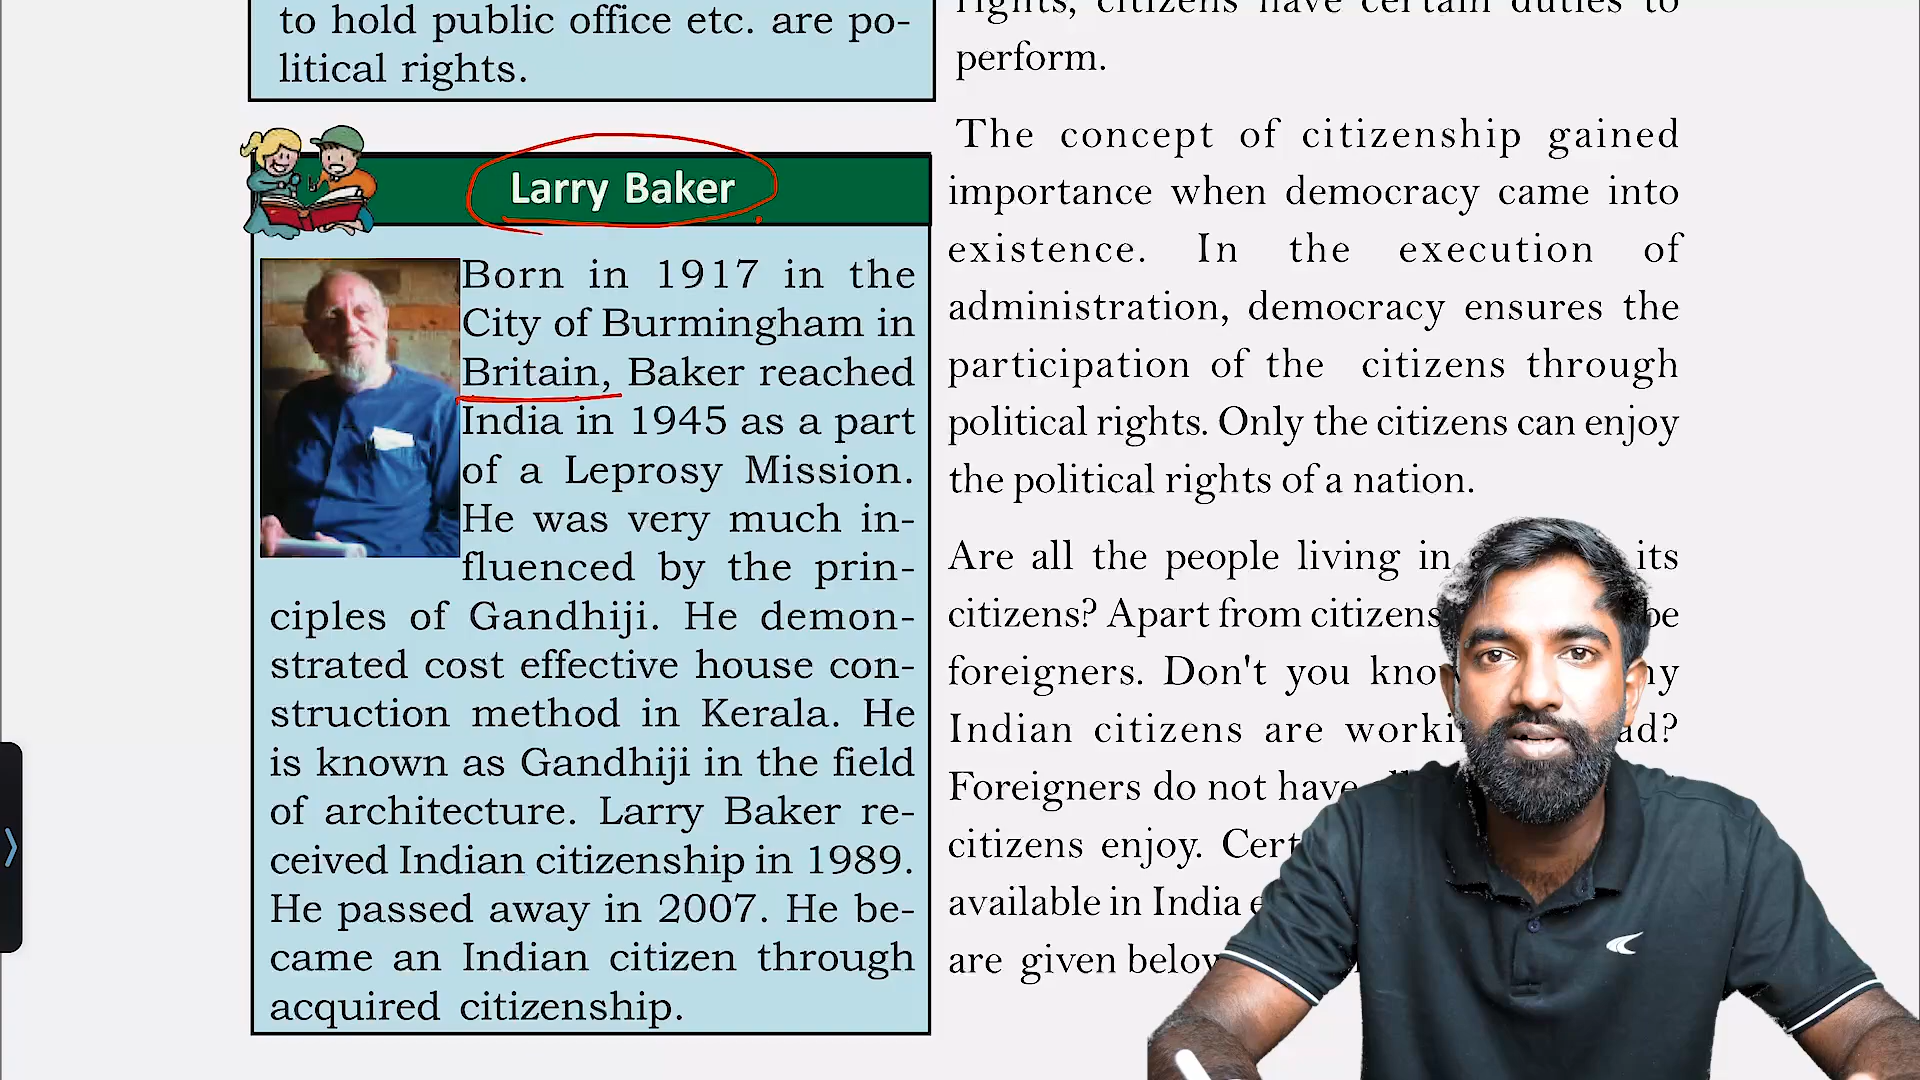 to hold public office etc. are po-
litical rights.
Larry Baker
Born in 1917 in the
City of Burmingham in
Britain, Baker reached
India in 1945 as a part
of a Leprosy Mission.
He was very much in-
fluenced by the prin-
ciples of Gandhiji. He demon-
strated cost effective house con-
struction method in Kerala. He
is known as Gandhiji in the field
of architecture. Larry Baker re-
ceived Indian citizenship in 1989.
He passed away in 2007. He be-
came an Indian citizen through
acquired citizenship.
rights, citizens have certain duties to
perform.
The concept of citizenship gained
importance when democracy came into
existence. In the execution of
administration, democracy ensures the
participation of the citizens through
political rights. Only the citizens can enjoy
the political rights of a nation.
Are all the people living in its
citizens? Apart from citizens be
foreigners. Don't you
Indian citizens are
Foreigners do not have
citizens enjoy.
available in India
are given